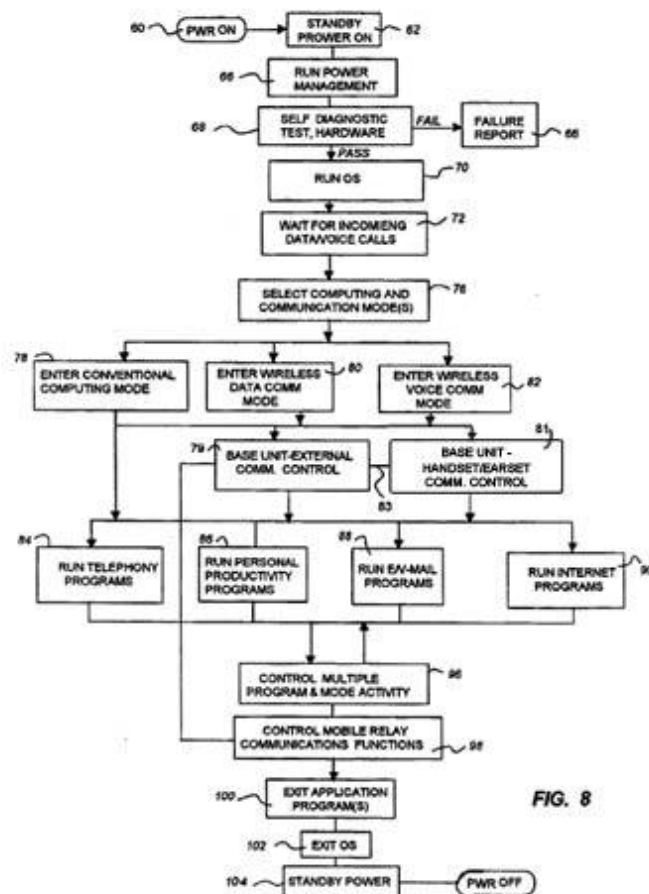 60 PWR ON
STANDBY
PROWER ON
62
66 RUN POWER
MANAGEMENT
68 SELF DIAGNOSTIC
TEST, HARDWARE
FAIL
FAILURE
REPORT
66
PASS
RUN OS
70
WAIT FOR INCOMIENG
DATA/VOICE CALLS
72
SELECT COMPUTING AND
COMMUNICATION MODE(S)
76
78
ENTER CONVENTIONAL
COMPUTING MODE
ENTER WIRELESS
DATA COMM
MODE
80
ENTER WIRELESS
VOICE COMM
MODE
82
79
BASE UNIT-EXTERNAL
COMM. CONTROL
83
81
BASE UNIT -
HANDSET/EARSET
COMM. CONTROL
84
RUN TELEPHONY
PROGRAMS
86
RUN PERSONAL
PRODUCTIVITY
PROGRAMS
88
RUN E/V-MAIL
PROGRAMS
RUN INTERNET
PROGRAMS
CONTROL MULTIPLE
PROGRAM & MODE ACTIVITY
96
CONTROL MOBILE RELAY
COMMUNICATIONS FUNCTIONS
98
100 EXIT APPLICATION
PROGRAM(S)
FIG. 8
102 EXIT OS
104 STANDBY POWER
PWR OFF